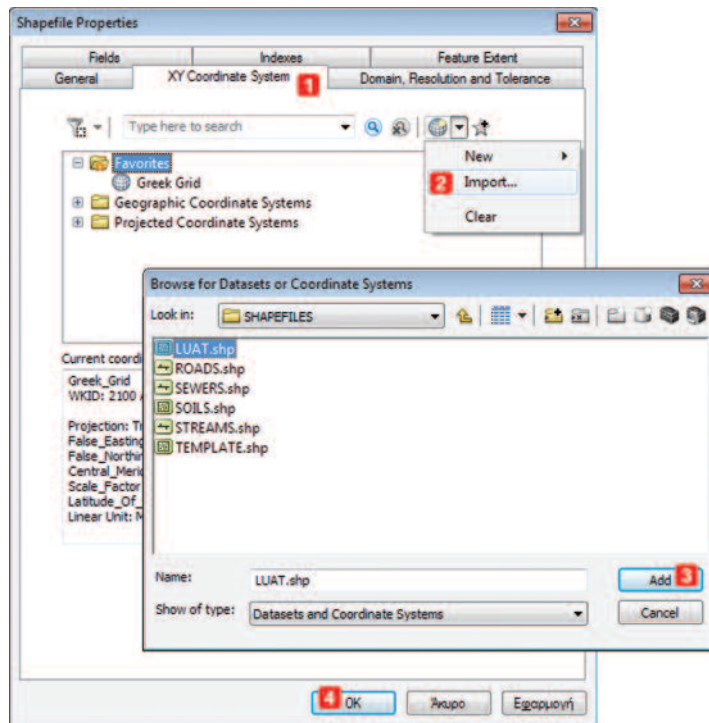 Shapefile Properties
Fields Indexes Feature Extent
General XY Coordinate System 1 Domain, Resolution and Tolerance
Type here to search
New
Favorites
2 Import...
Greek Grid
Geographic Coordinate Systems
Clear
Projected Coordinate Systems
Browse for Datasets or Coordinate Systems
Look in: SHAPEFILES
LUAT.shp
ROADS.shp
SEWERS.shp
SOILS.shp
STREAMS.shp
TEMPLATE.shp
Current coordi
Greek_Grid
WKID: 2100
Projection: Tr
False_Easting
False_Northin
Central_Meric
Scale_Factor
Latitude_Of_
Linear Unit: M
Name: LUAT.shp Add 3
Show of type: Datasets and Coordinate Systems Cancel
4 OK Άκυρο Εφαρμογή